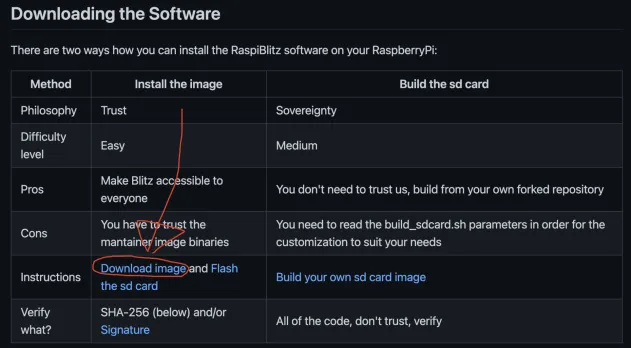 Downloading the Software
There are two ways how you can install the RaspiBlitz software on your RaspberryPi:
Method Install the image Build the sd card
Philosophy Trust Sovereignty
Difficulty
level
Easy Medium
Pros
Make Blitz accessible to
everyone
You don't need to trust us, build from your own forked repository
Cons
You have to trust the
mantainer image binaries
You need to read the build_sdcard.sh parameters in order for the
customization to suit your needs
Instructions
Download image and Flash
the sd card
Build your own sd card image
Verify
what?
SHA-256 (below) and/or
Signature
All of the code, don't trust, verify